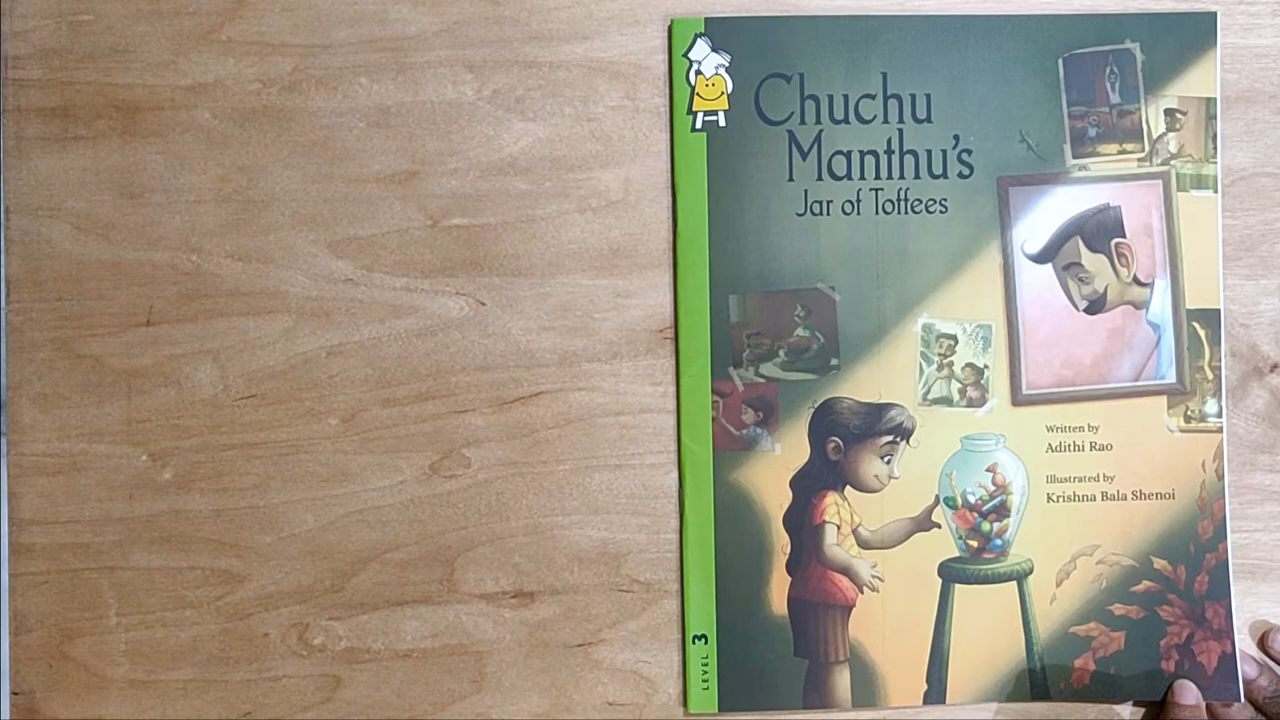 Chuchu
Manthu's
Jar of Toffees
Written by
Adithi Rao
Illustrated by
Krishna Bala Shenoi
LEVEL 3